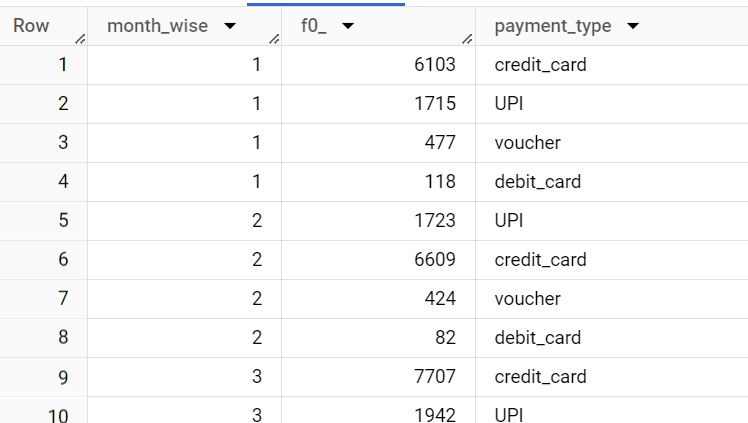 Row month_wise f0_ payment_type
1 1 6103 credit_card
2 1 1715 UPI
3 1 477 voucher
4 1 118 debit_card
5 2 1723 UPI
6 2 6609 credit_card
7 2 424 voucher
8 2 82 debit_card
9 3 7707 credit_card
10 3 1942 UPI